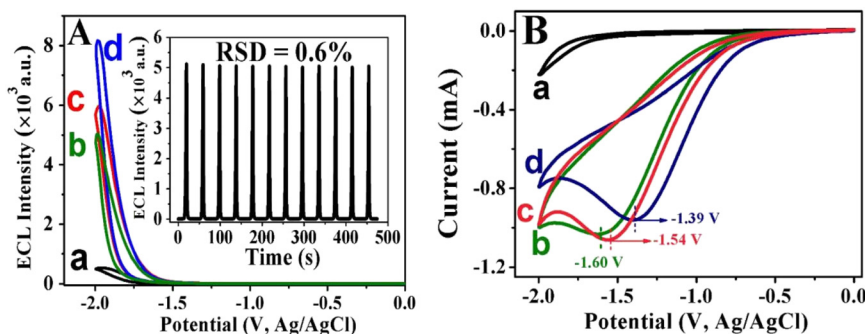 A
ECL Intensity (×10³ a.u.)
8
6
4
2
0
-2.0
-1.5
-1.0
-0.5
0.0
Potential (V, Ag/AgCl)
d
c
b
a
RSD = 0.6%
ECL Intensity (×10³ a.u.)
6
5
4
3
2
1
0
0
100
200
300
400
500
Time (s)
B
Current (mA)
0.0
-0.4
-0.8
-1.2
-2.0
-1.5
-1.0
-0.5
0.0
Potential (V, Ag/AgCl)
a
d
c
b
-1.39 V
-1.54 V
-1.60 V